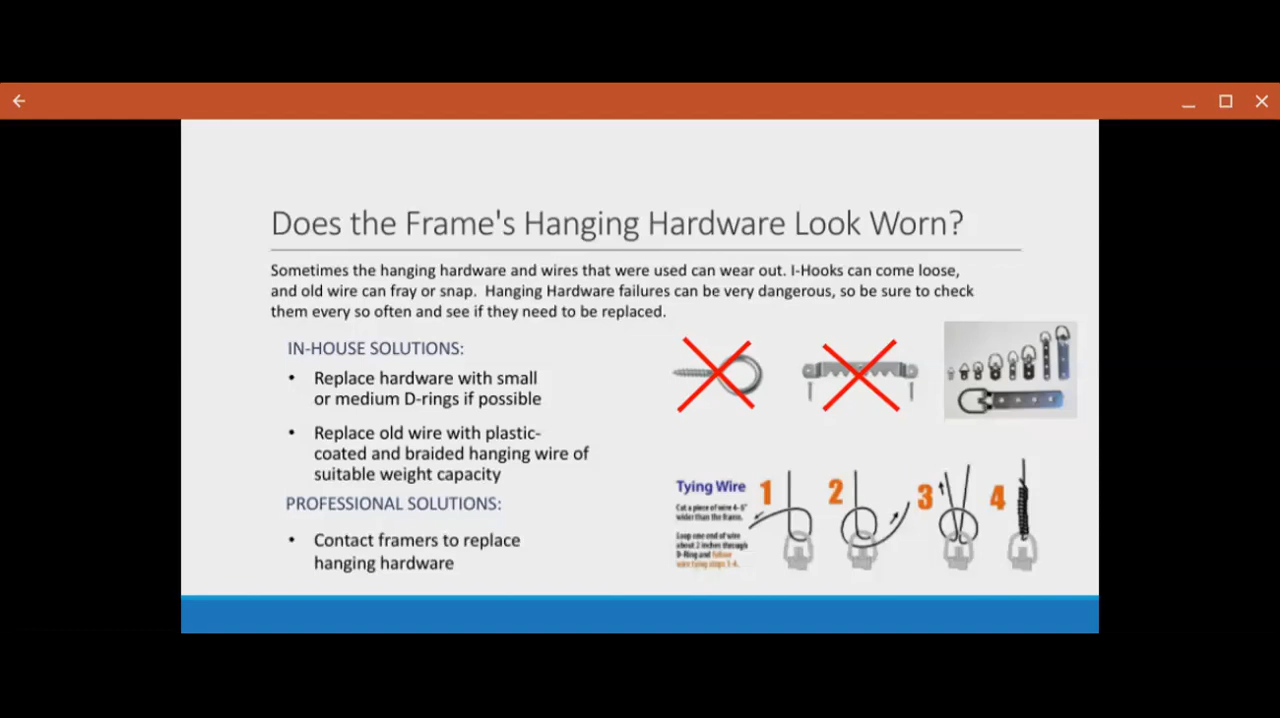 Does the Frame's Hanging Hardware Look Worn?
Sometimes the hanging hardware and wires that were used can wear out. I-Hooks can come loose,
and old wire can fray or snap.  Hanging Hardware failures can be very dangerous, so be sure to check
them every so often and see if they need to be replaced.
IN-HOUSE SOLUTIONS:
• Replace hardware with small
or medium D-rings if possible
• Replace old wire with plastic-
coated and braided hanging wire of
suitable weight capacity
PROFESSIONAL SOLUTIONS:
• Contact framers to replace
hanging hardware
Tying Wire
Cut a piece of wire 4-6"
wider than the frame.
Loop one end of wire
about 2 inches through
D-Ring and follow
wire tying steps 1-4.
1
2
3
4